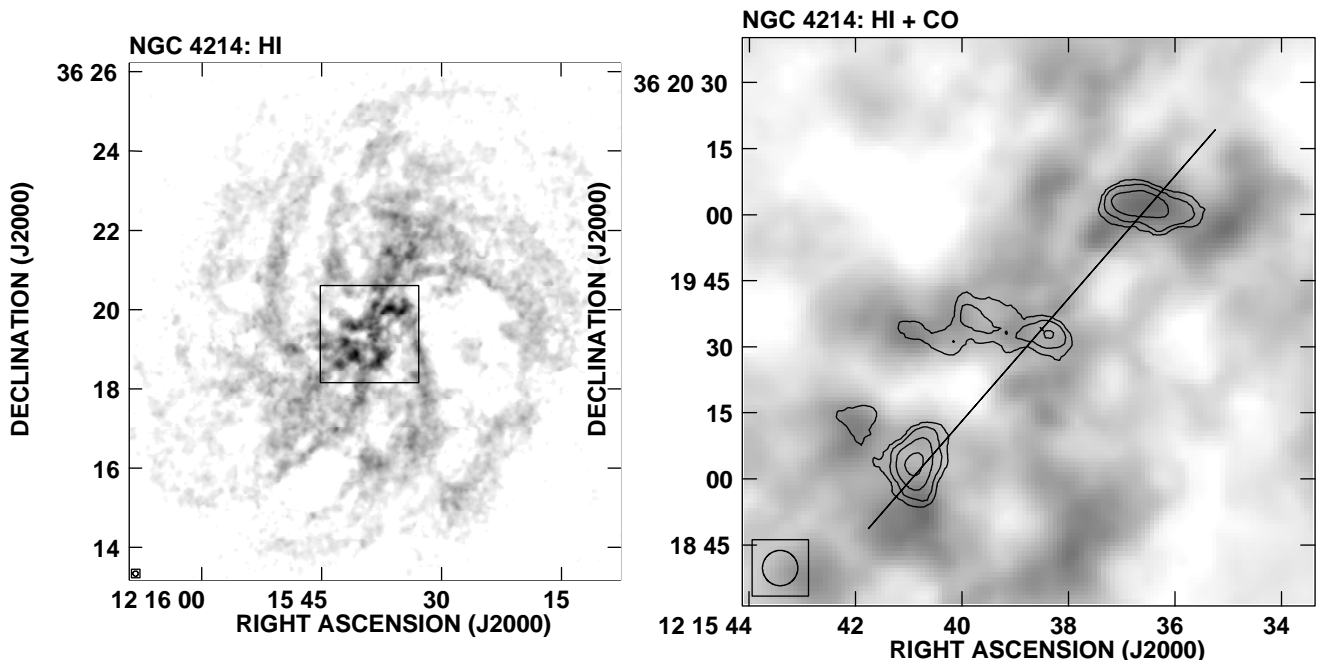 NGC 4214: HI
36 26
24
22
20
18
16
14
DECLINATION (J2000)
12 16 00
15 45
30
15
RIGHT ASCENSION (J2000)
NGC 4214: HI + CO
36 20 30
15
00
19 45
30
15
00
18 45
DECLINATION (J2000)
12 15 44
42
40
38
36
34
RIGHT ASCENSION (J2000)